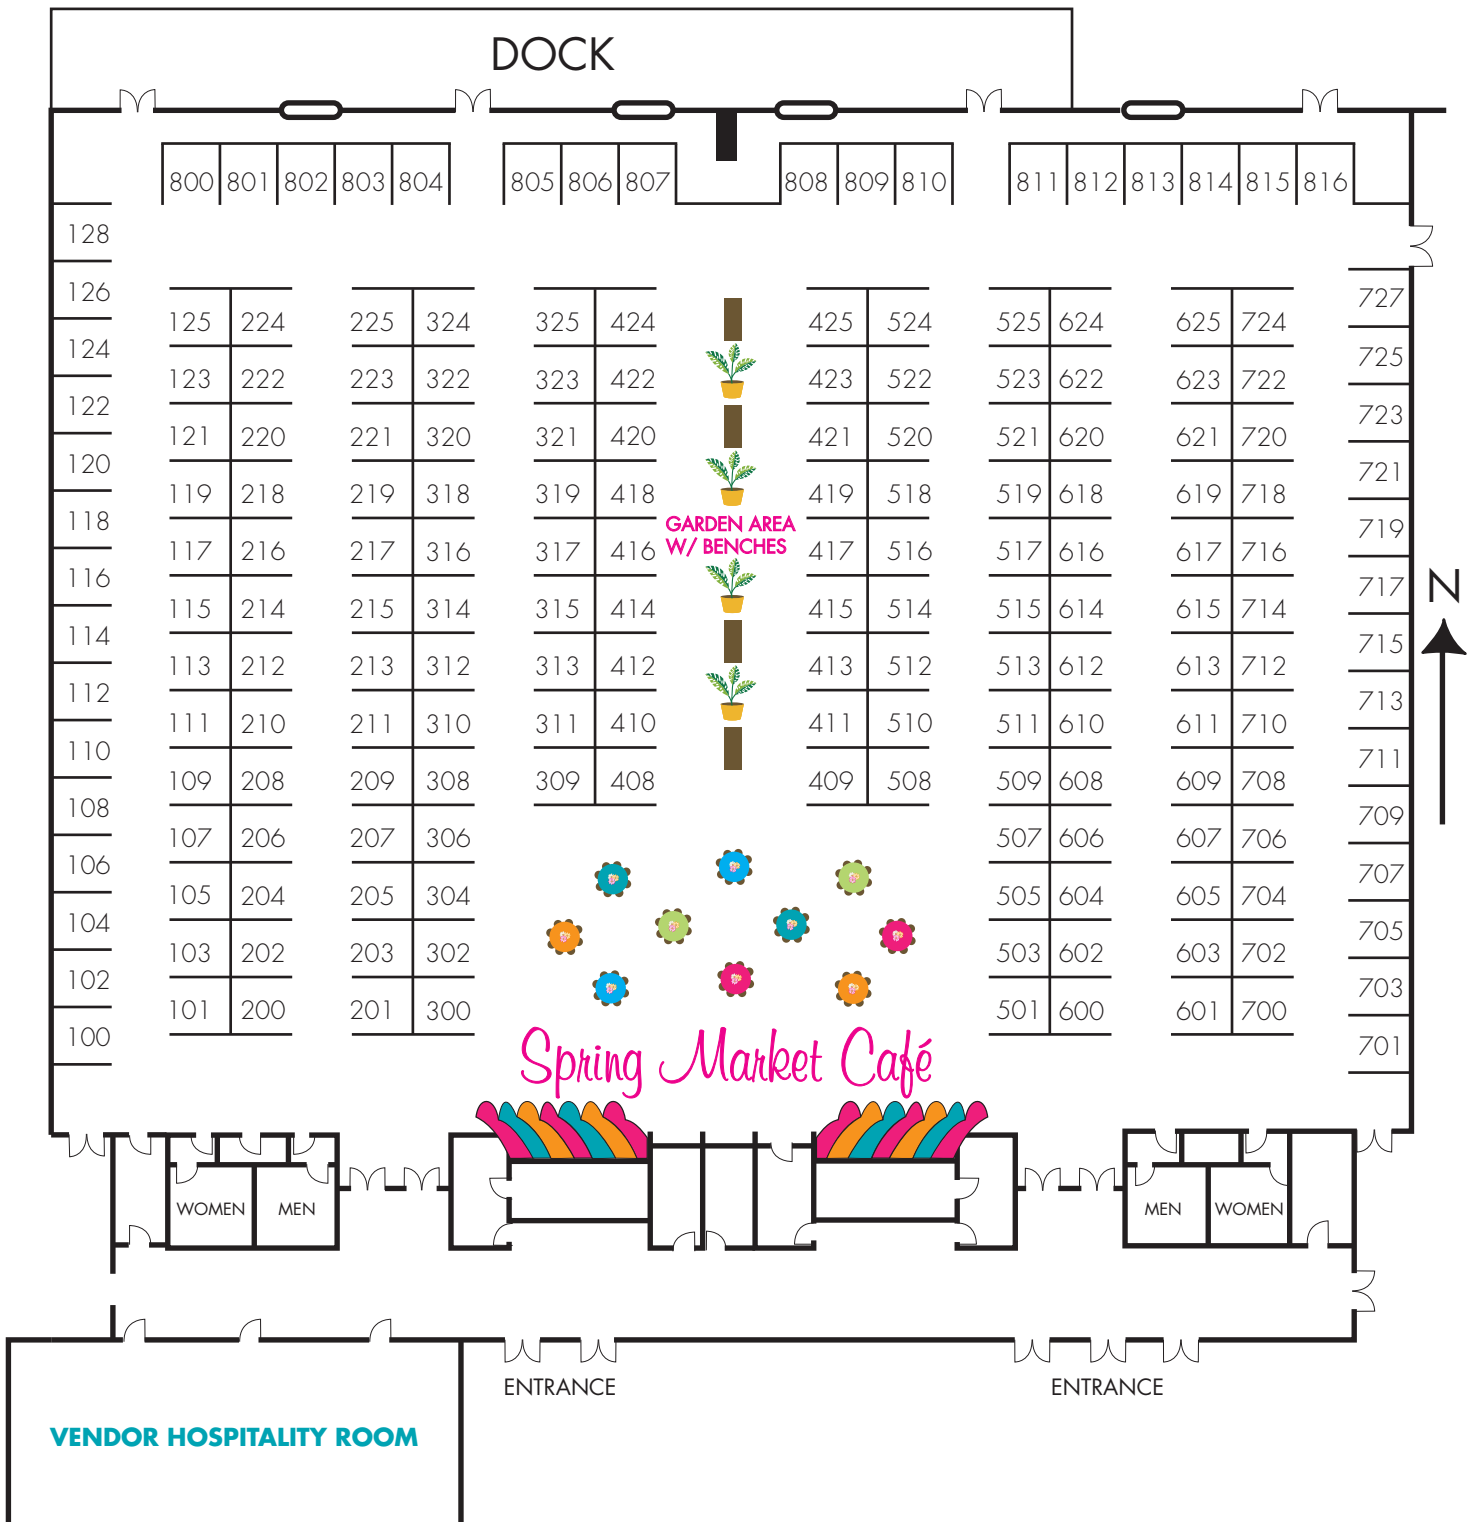 DOCK
800 801 802 803 804 805 806 807 808 809 810 811 812 813 814 815 816
128
126 727
125 224 225 324 325 424 425 524 525 624 625 724
124 725
123 222 223 322 323 422 423 522 523 622 623 722
122 723
121 220 221 320 321 420 421 520 521 620 621 720
120 721
119 218 219 318 319 418 419 518 519 618 619 718
118 719
GARDEN AREA
W/ BENCHES
117 216 217 316 317 416 417 516 517 616 617 716
116 717
N
115 214 215 314 315 414 415 514 515 614 615 714
114 715
113 212 213 312 313 412 413 512 513 612 613 712
112 713
111 210 211 310 311 410 411 510 511 610 611 710
110 711
109 208 209 308 309 408 409 508 509 608 609 708
108 709
107 206 207 306 507 606 607 706
106 707
105 204 205 304 505 604 605 704
104 705
103 202 203 302 503 602 603 702
102 703
101 200 201 300 501 600 601 700
100 701
Spring Market Café
WOMEN MEN MEN WOMEN
ENTRANCE ENTRANCE
VENDOR HOSPITALITY ROOM